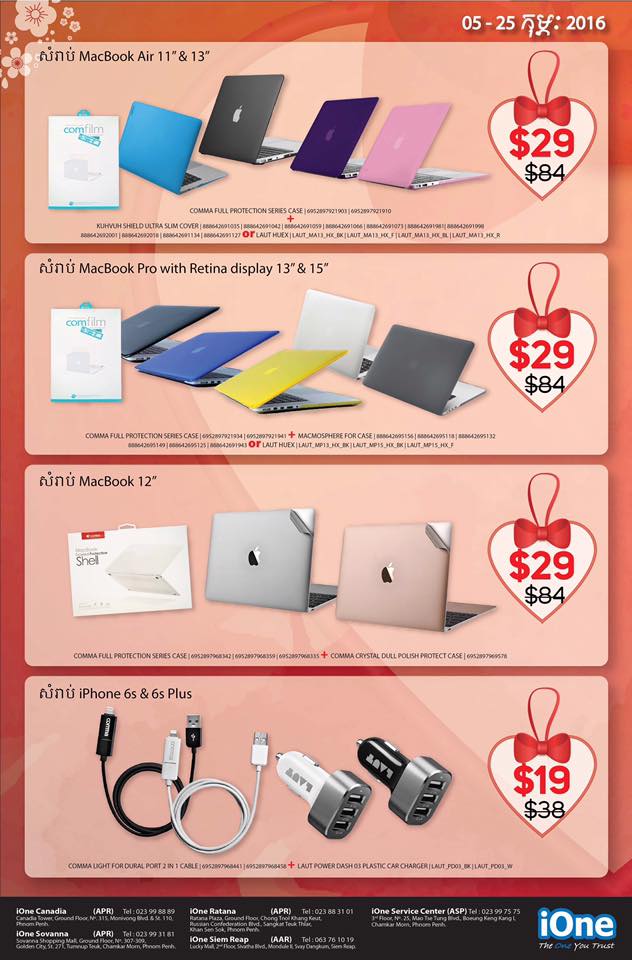 05 - 25 កុម្ភៈ 2016
សំរាប់ MacBook Air 11” & 13”
comfilm
$29
$84
COMMA FULL PROTECTION SERIES CASE | 6952897921903 | 6952897921910
+
KUHVUH SHIELD ULTRA SLIM COVER | 888642691035 | 888642691042 | 888642691059 | 888642691066 | 888642691073 | 888642691981| 888642691998
888642692001 | 888642692018 | 888642691134 | 888642691127 or LAUT HUEX | LAUT_MA13_HX_BK | LAUT_MA13_HX_F | LAUT_MA13_HX_BL | LAUT_MA13_HX_R
សំរាប់ MacBook Pro with Retina display 13” & 15”
comfilm
$29
$84
COMMA FULL PROTECTION SERIES CASE | 6952897921934 | 6952897921941 + MACMOSPHERE FOR CASE | 888642695156 | 888642695118 | 888642695132
888642695149 | 888642695125 | 888642691943 or LAUT HUEX | LAUT_MP13_HX_BK | LAUT_MP15_HX_BK | LAUT_MP15_HX_F
សំរាប់ MacBook 12”
MacBook
Shell
$29
$84
COMMA FULL PROTECTION SERIES CASE | 6952897968342 | 6952897968359 | 6952897968335 + COMMA CRYSTAL DULL POLISH PROTECT CASE | 6952897969578
សំរាប់ iPhone 6s & 6s Plus
comma
comma
LAUT
LAUT
$19
$38
COMMA LIGHT FOR DURAL PORT 2 IN 1 CABLE | 6952897968441 | 6952897968458 + LAUT POWER DASH 03 PLASTIC CAR CHARGER | LAUT_PD03_BK | LAUT_PD03_W
iOne Canadia (APR) Tel : 023 99 88 89
Canadia Tower, Ground Floor, Nº. 315, Monivong Blvd. & St. 110,
Phnom Penh.
iOne Sovanna (APR) Tel : 023 99 31 81
Sovanna Shopping Mall, Ground Floor, Nº. 307-309,
Golden City, St. 271, Tumnup Teuk, Chamkar Morn, Phnom Penh.
iOne Ratana (APR) Tel : 023 88 31 01
Ratana Plaza, Ground Floor, Chong Tnol Khang Keut,
Russian Confederation Blvd., Sangkat Teuk Thlar,
Khan Sen Sok, Phnom Penh.
iOne Siem Reap (AAR) Tel : 063 76 10 19
Lucky Mall, 2nd Floor, Sivatha Blvd., Mondule II, Svay Dangkum, Siem Reap.
iOne Service Center (ASP) Tel : 023 99 75 75
3rd Floor, Nº. 25, Mao Tse Tung Blvd., Boeung Keng Kang I,
Chamkar Morn, Phnom Penh.
iOne
The One You Trust